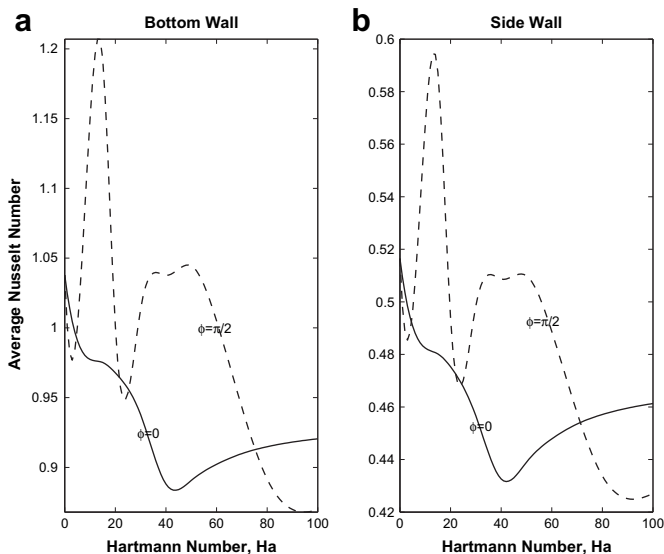 a
Bottom Wall
1.2
1.15
1.1
1.05
1
0.95
0.9
Average Nusselt Number
ϕ=π/2
ϕ=0
0 20 40 60 80 100
Hartmann Number, Ha
b
Side Wall
0.6
0.58
0.56
0.54
0.52
0.5
0.48
0.46
0.44
0.42
ϕ=π/2
ϕ=0
0 20 40 60 80 100
Hartmann Number, Ha